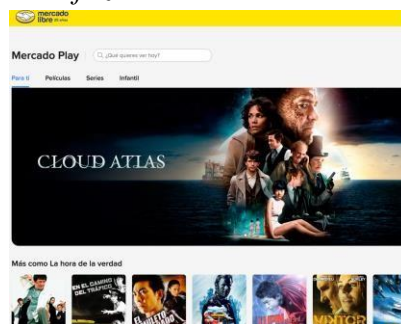 mercado
libre
Mercado Play
¿Qué quieres ver hoy?
Para ti Películas Series Infantil
CLOUD ATLAS
Más como La hora de la verdad
EN EL CAMINO
DEL TRÁFICO